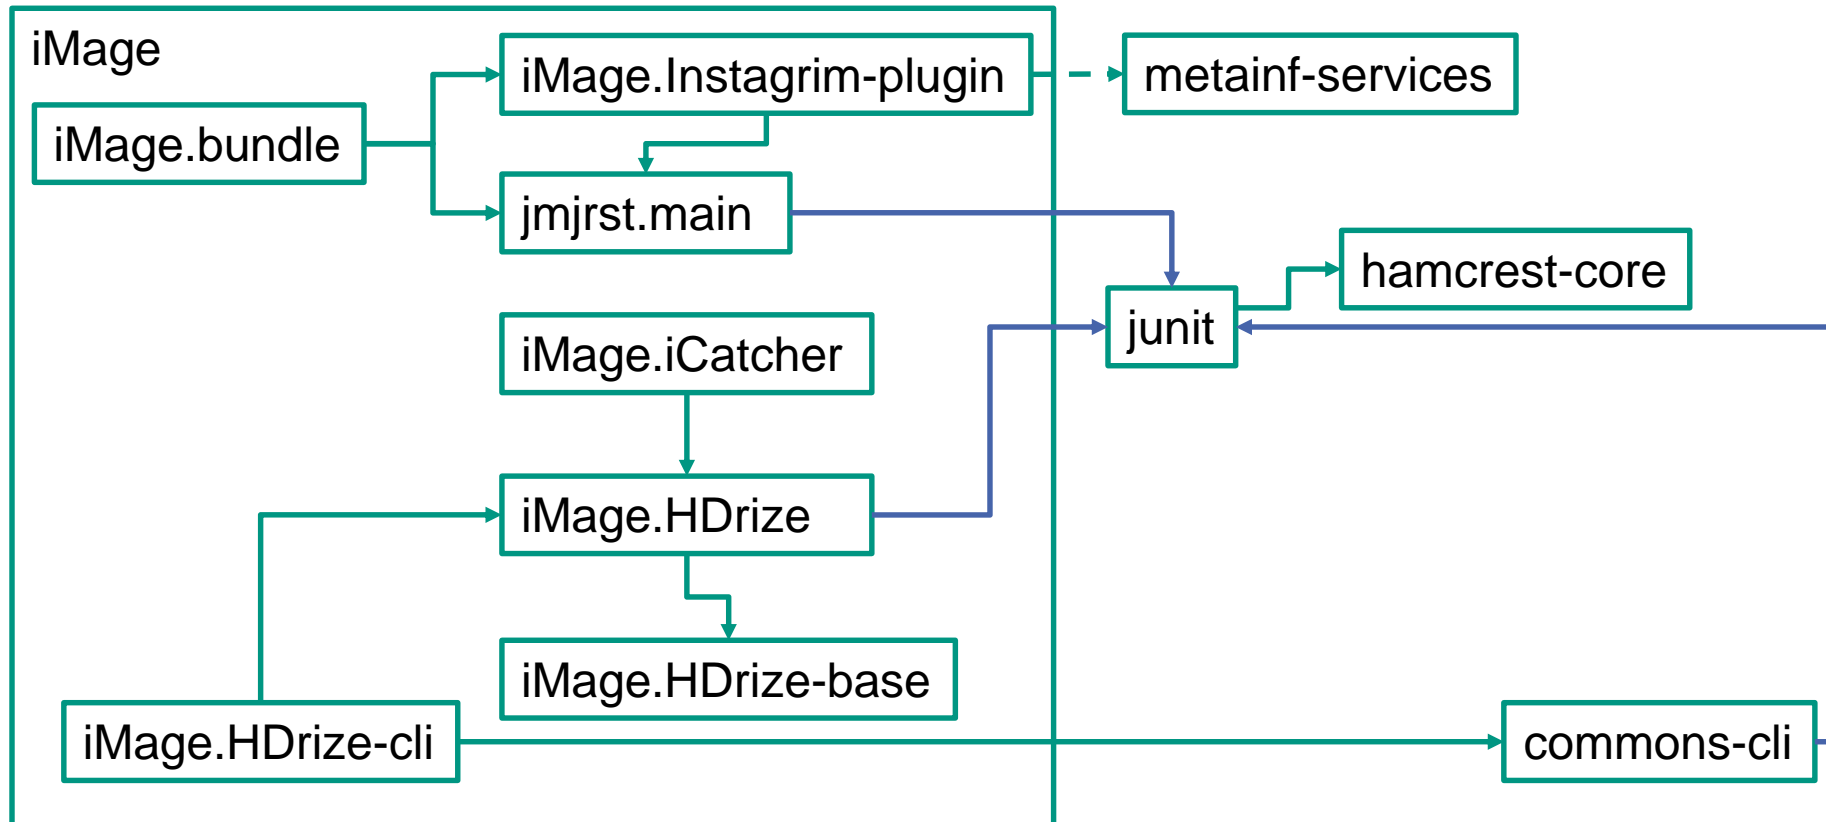 iMage
iMage.Instagrim-plugin
metainf-services
iMage.bundle
jmjrst.main
hamcrest-core
junit
iMage.iCatcher
iMage.HDrize
iMage.HDrize-base
iMage.HDrize-cli
commons-cli